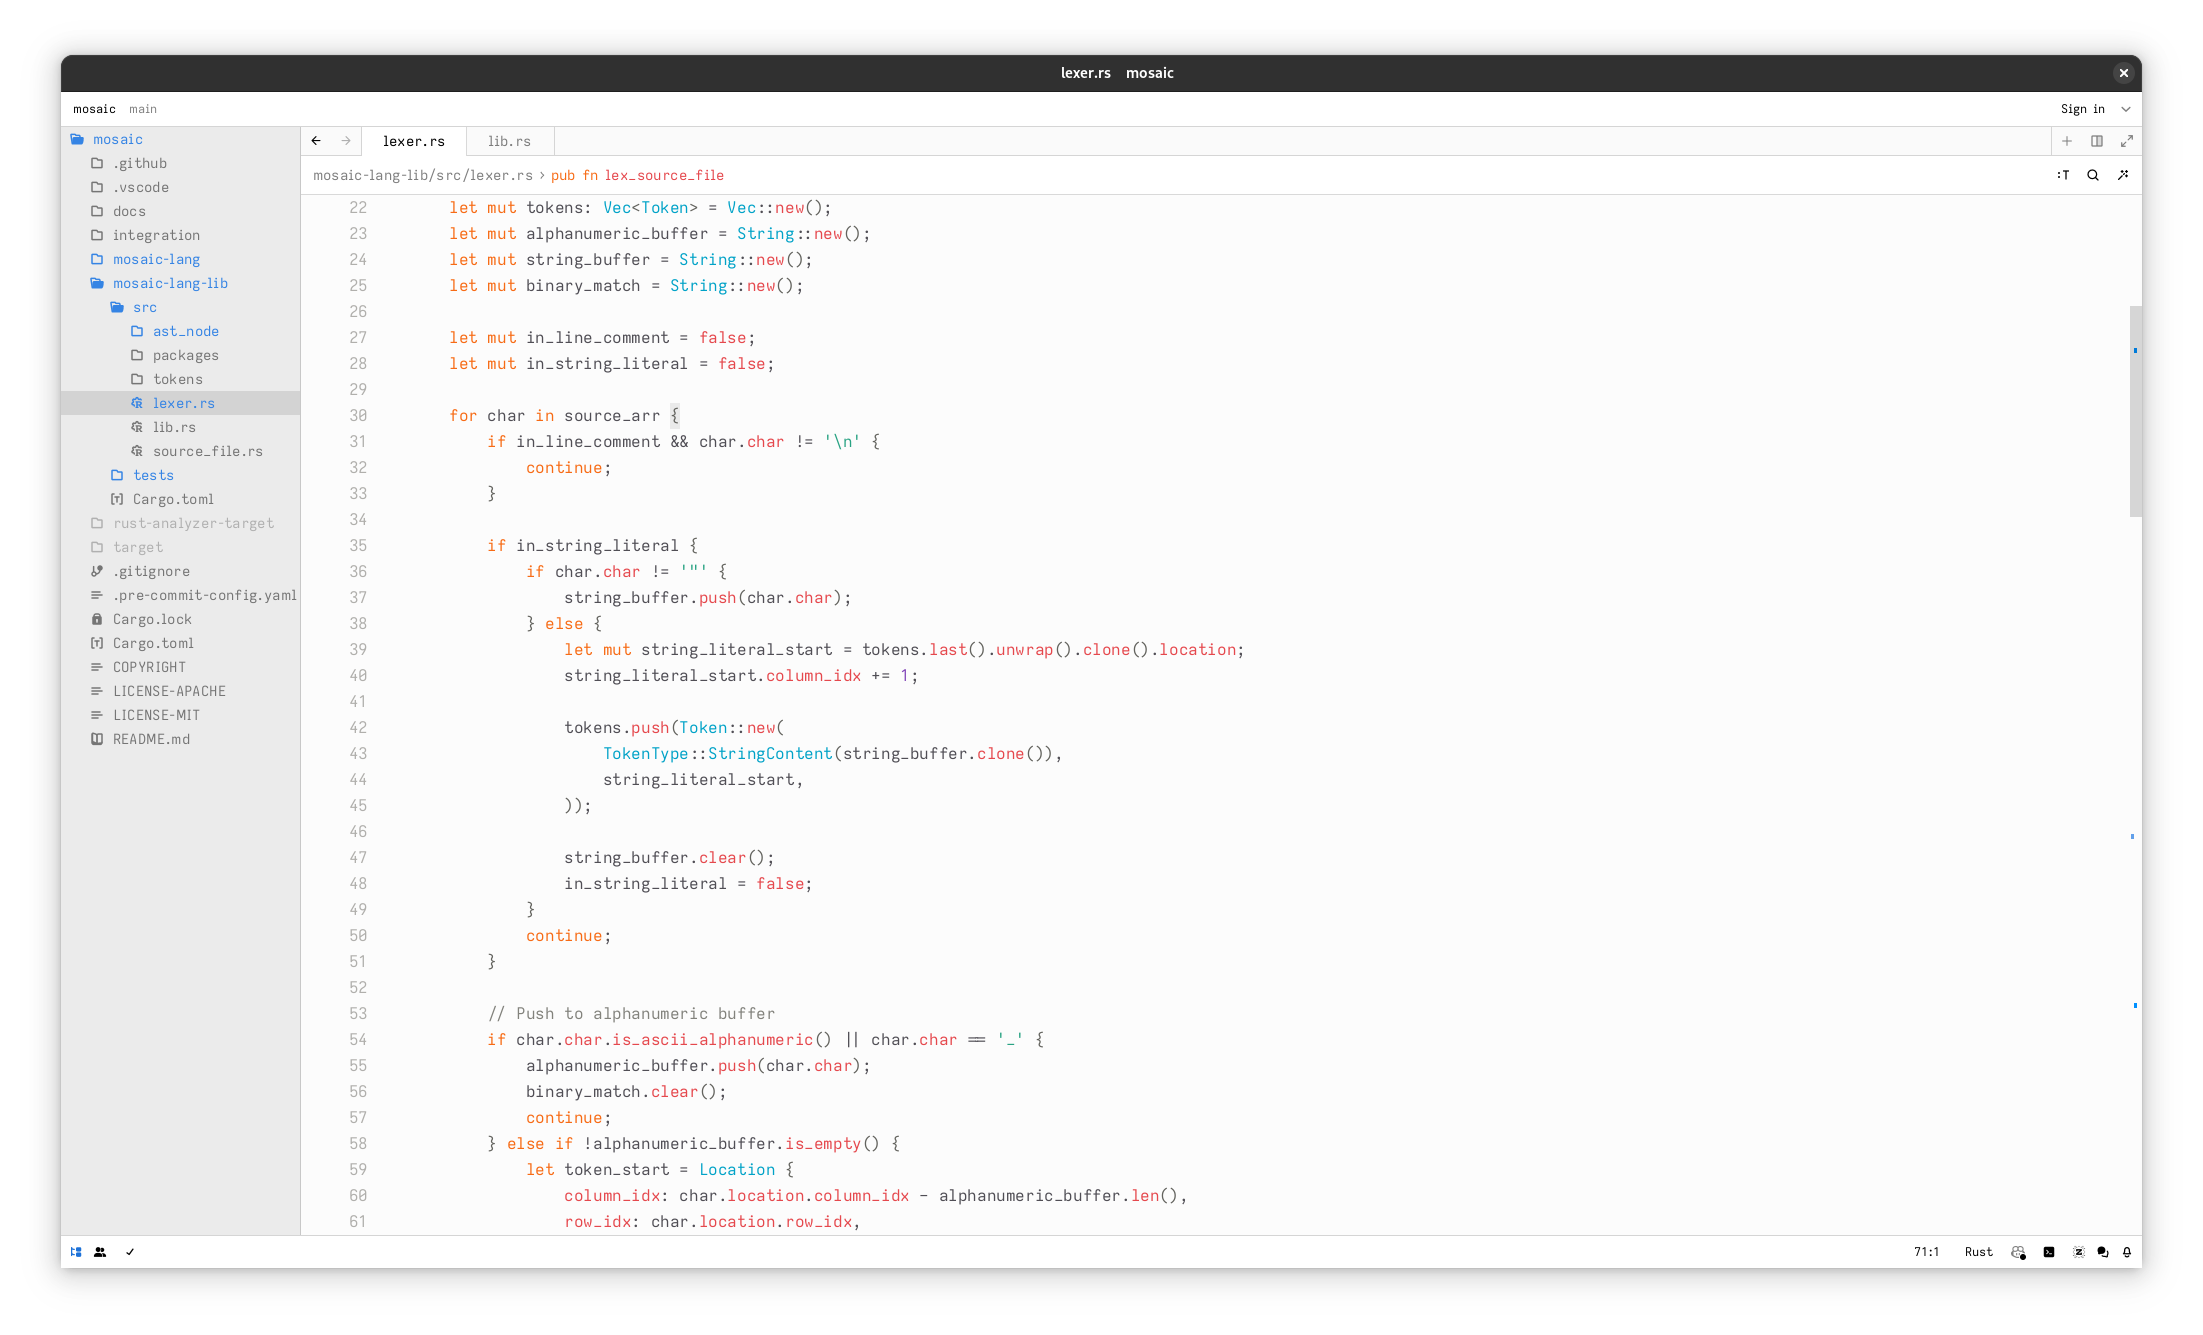 lexer.rs mosaic
mosaic main Sign in
mosaic
.github
.vscode
docs
integration
mosaic-lang
mosaic-lang-lib
src
ast_node
packages
tokens
lexer.rs
lib.rs
source_file.rs
tests
Cargo.toml
rust-analyzer-target
target
.gitignore
.pre-commit-config.yaml
Cargo.lock
Cargo.toml
COPYRIGHT
LICENSE-APACHE
LICENSE-MIT
README.md
lexer.rs lib.rs
mosaic-lang-lib/src/lexer.rs › pub fn lex_source_file :T
22 let mut tokens: Vec<Token> = Vec::new();
23 let mut alphanumeric_buffer = String::new();
24 let mut string_buffer = String::new();
25 let mut binary_match = String::new();
26
27 let mut in_line_comment = false;
28 let mut in_string_literal = false;
29
30 for char in source_arr {
31 if in_line_comment && char.char != '\n' {
32 continue;
33 }
34
35 if in_string_literal {
36 if char.char != '"' {
37 string_buffer.push(char.char);
38 } else {
39 let mut string_literal_start = tokens.last().unwrap().clone().location;
40 string_literal_start.column_idx += 1;
41
42 tokens.push(Token::new(
43 TokenType::StringContent(string_buffer.clone()),
44 string_literal_start,
45 ));
46
47 string_buffer.clear();
48 in_string_literal = false;
49 }
50 continue;
51 }
52
53 // Push to alphanumeric buffer
54 if char.char.is_ascii_alphanumeric() || char.char == '_' {
55 alphanumeric_buffer.push(char.char);
56 binary_match.clear();
57 continue;
58 } else if !alphanumeric_buffer.is_empty() {
59 let token_start = Location {
60 column_idx: char.location.column_idx - alphanumeric_buffer.len(),
61 row_idx: char.location.row_idx,
71:1 Rust